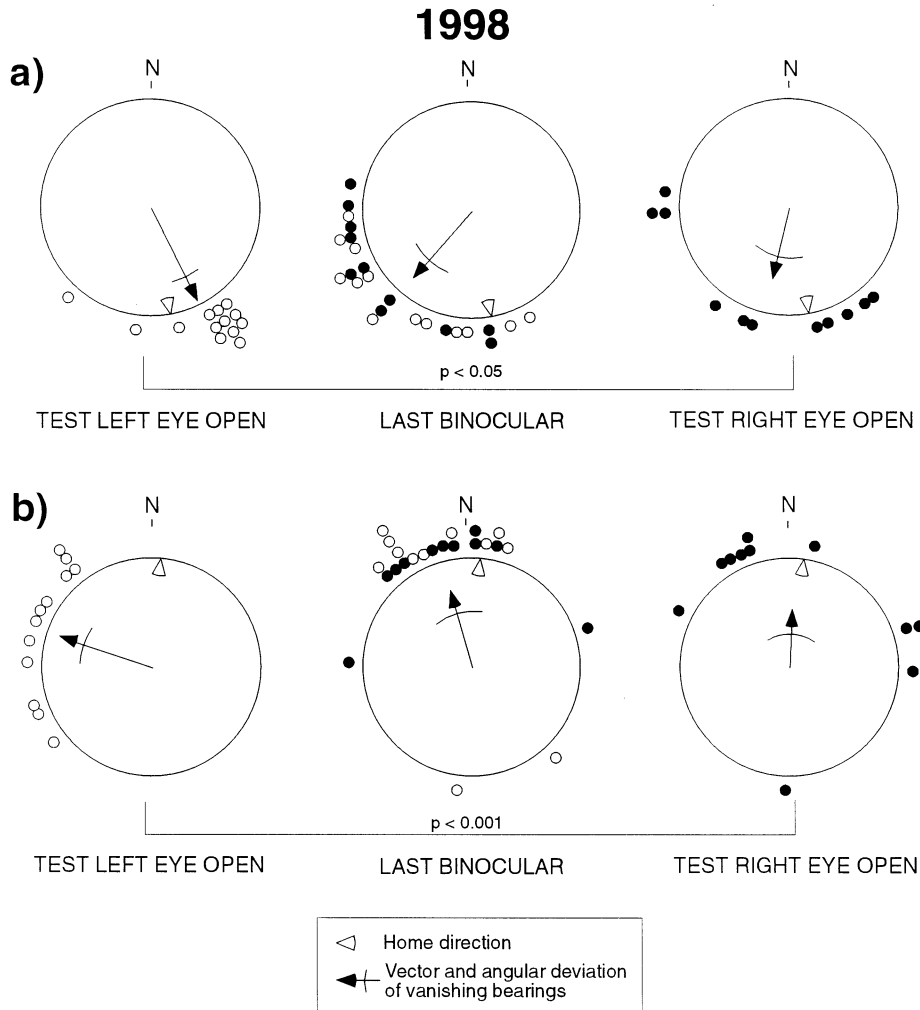 1998
a)
N N N
p < 0.05
TEST LEFT EYE OPEN LAST BINOCULAR TEST RIGHT EYE OPEN
b)
N N N
p < 0.001
TEST LEFT EYE OPEN LAST BINOCULAR TEST RIGHT EYE OPEN
Home direction
Vector and angular deviation
of vanishing bearings